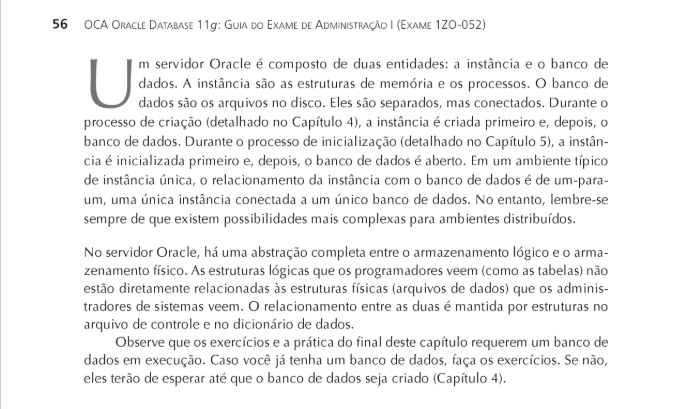 56 OCA ORACLE DATABASE 11g: GUIA DO EXAME DE ADMINISTRAÇÃO I (EXAME 1Z0-052)
Um servidor Oracle é composto de duas entidades: a instância e o banco de
dados. A instância são as estruturas de memória e os processos. O banco de
dados são os arquivos no disco. Eles são separados, mas conectados. Durante o
processo de criação (detalhado no Capítulo 4), a instância é criada primeiro e, depois, o
banco de dados. Durante o processo de inicialização (detalhado no Capítulo 5), a instân-
cia é inicializada primeiro e, depois, o banco de dados é aberto. Em um ambiente típico
de instância única, o relacionamento da instância com o banco de dados é de um-para-
um, uma única instância conectada a um único banco de dados. No entanto, lembre-se
sempre de que existem possibilidades mais complexas para ambientes distribuídos.
No servidor Oracle, há uma abstração completa entre o armazenamento lógico e o arma-
zenamento físico. As estruturas lógicas que os programadores veem (como as tabelas) não
estão diretamente relacionadas às estruturas físicas (arquivos de dados) que os adminis-
tradores de sistemas veem. O relacionamento entre as duas é mantida por estruturas no
arquivo de controle e no dicionário de dados.
Observe que os exercícios e a prática do final deste capítulo requerem um banco de
dados em execução. Caso você já tenha um banco de dados, faça os exercícios. Se não,
eles terão de esperar até que o banco de dados seja criado (Capítulo 4).